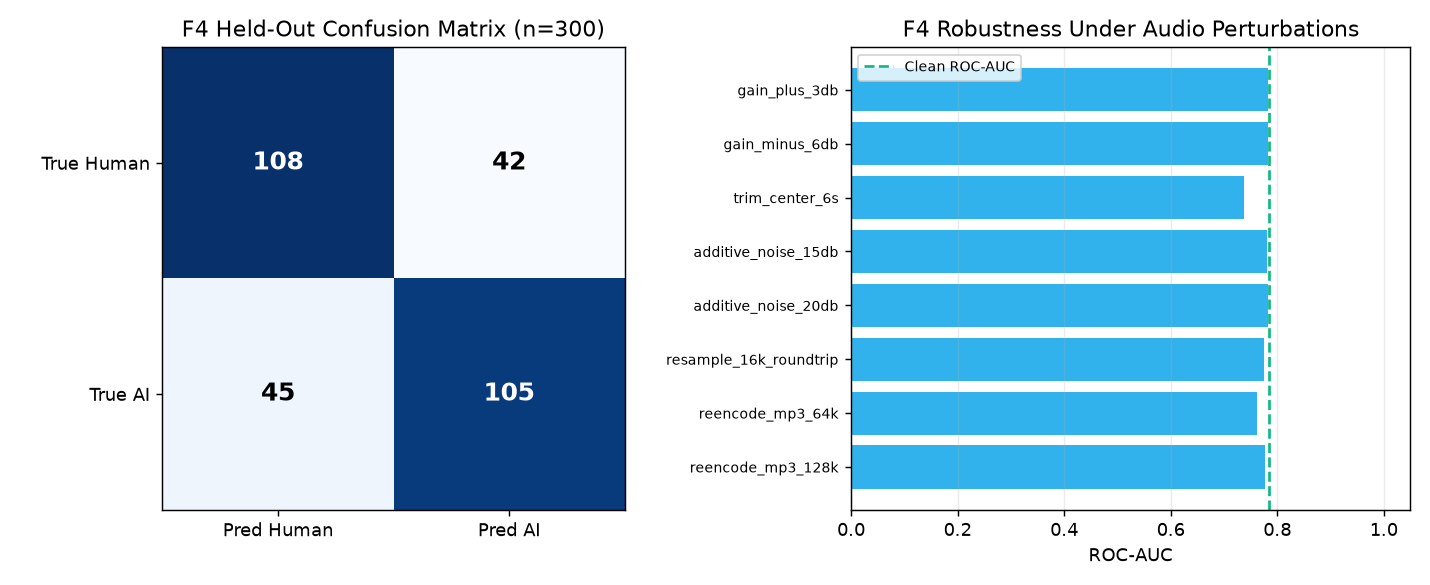 F4 Held-Out Confusion Matrix (n=300)
True Human
108
42
True AI
45
105
Pred Human
Pred AI
F4 Robustness Under Audio Perturbations
Clean ROC-AUC
gain_plus_3db
gain_minus_6db
trim_center_6s
additive_noise_15db
additive_noise_20db
resample_16k_roundtrip
reencode_mp3_64k
reencode_mp3_128k
0.0
0.2
0.4
0.6
0.8
1.0
ROC-AUC